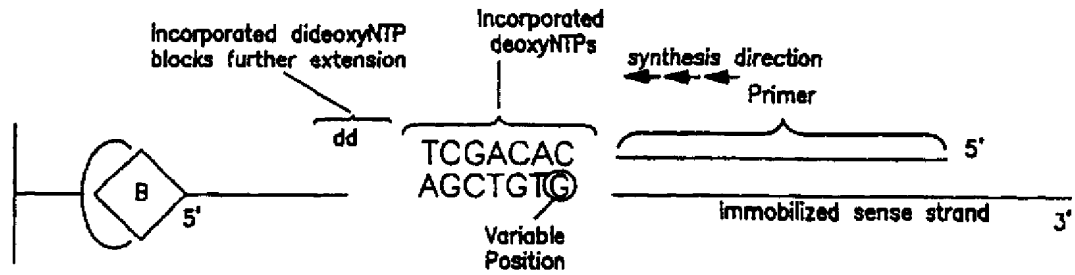 Incorporated dideoxyNTP
blocks further extension
Incorporated
deoxyNTPs
synthesis direction
Primer
dd
TCGACAC
5'
AGCTGTG
B
5'
immobilized sense strand
3'
Variable
Position